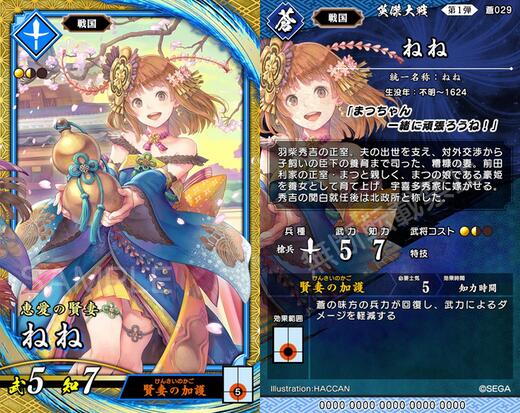 戦国
恵愛の賢妻
ねね
武5 知7
けんさいのかご
賢妻の加護
5
蒼
戦国
英傑大戦
第1弾
蒼029
ねね
統一名称：ねね
生没年：不明～1624
「まつちゃん
一緒に頑張ろうね！」
羽柴秀吉の正室。夫の出世を支え、対外交渉から
子飼いの臣下の養育まで司った、糟糠の妻。前田
利家の正室・まつと親しく、まつの娘である豪姫
を養女として育て上げ、宇喜多秀家に嫁がせる。
秀吉の関白就任後は北政所と称した。
兵種 武力 知力 武将コスト
槍兵 5 7 特技
けんさいのかご
賢妻の加護
必要士気
5
効果時間
知力時間
効果範囲
蒼の味方の兵力が回復し、武力によるダ
メージを軽減する
Illustration:HACCAN
©SEGA
0000 0000 0000 0000 0000